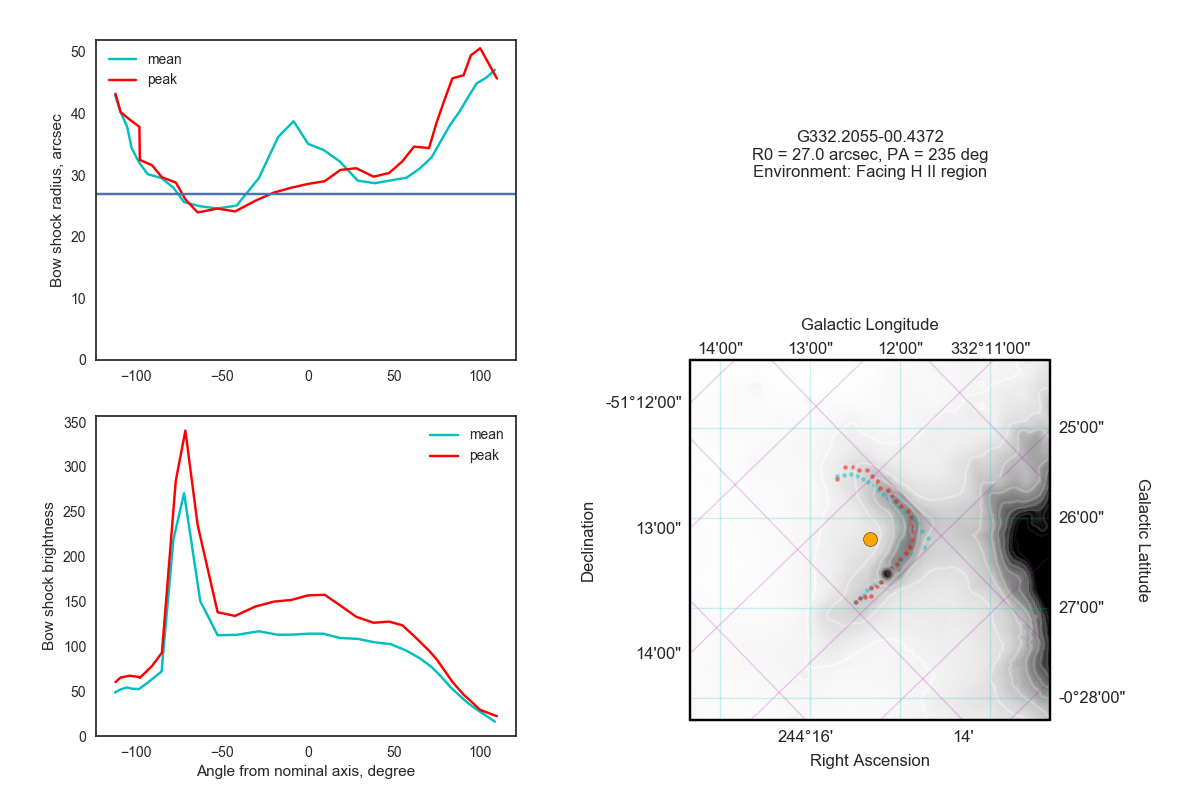 50
40
30
20
10
0
Bow shock radius, arcsec
mean
peak
−100
−50
0
50
100
G332.2055-00.4372
R0 = 27.0 arcsec, PA = 235 deg
Environment: Facing H II region
350
300
250
200
150
100
50
0
Bow shock brightness
mean
peak
−100
−50
0
50
100
Angle from nominal axis, degree
Galactic Longitude
14'00"
13'00"
12'00"
332°11'00"
-51°12'00"
13'00"
14'00"
Declination
25'00"
26'00"
27'00"
-0°28'00"
Galactic Latitude
244°16'
14'
Right Ascension